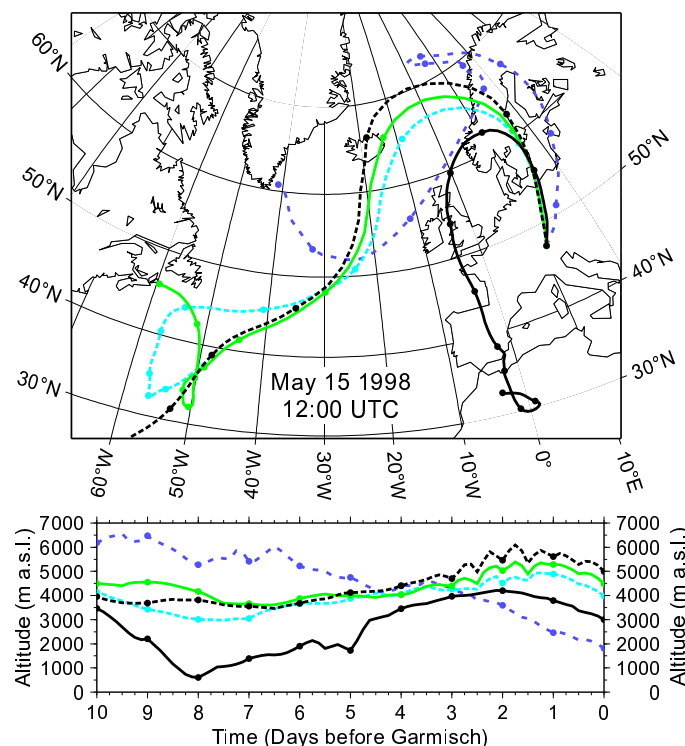 60°N
50°N
40°N
30°N
50°N
40°N
30°N
May 15 1998
12:00 UTC
60°W
50°W
40°W
30°W
20°W
10°W
0°
10°E
7000
6000
5000
4000
3000
2000
1000
0
Altitude (m a.s.l.)
7000
6000
5000
4000
3000
2000
1000
0
Altitude (m a.s.l.)
10 9 8 7 6 5 4 3 2 1 0
Time (Days before Garmisch)